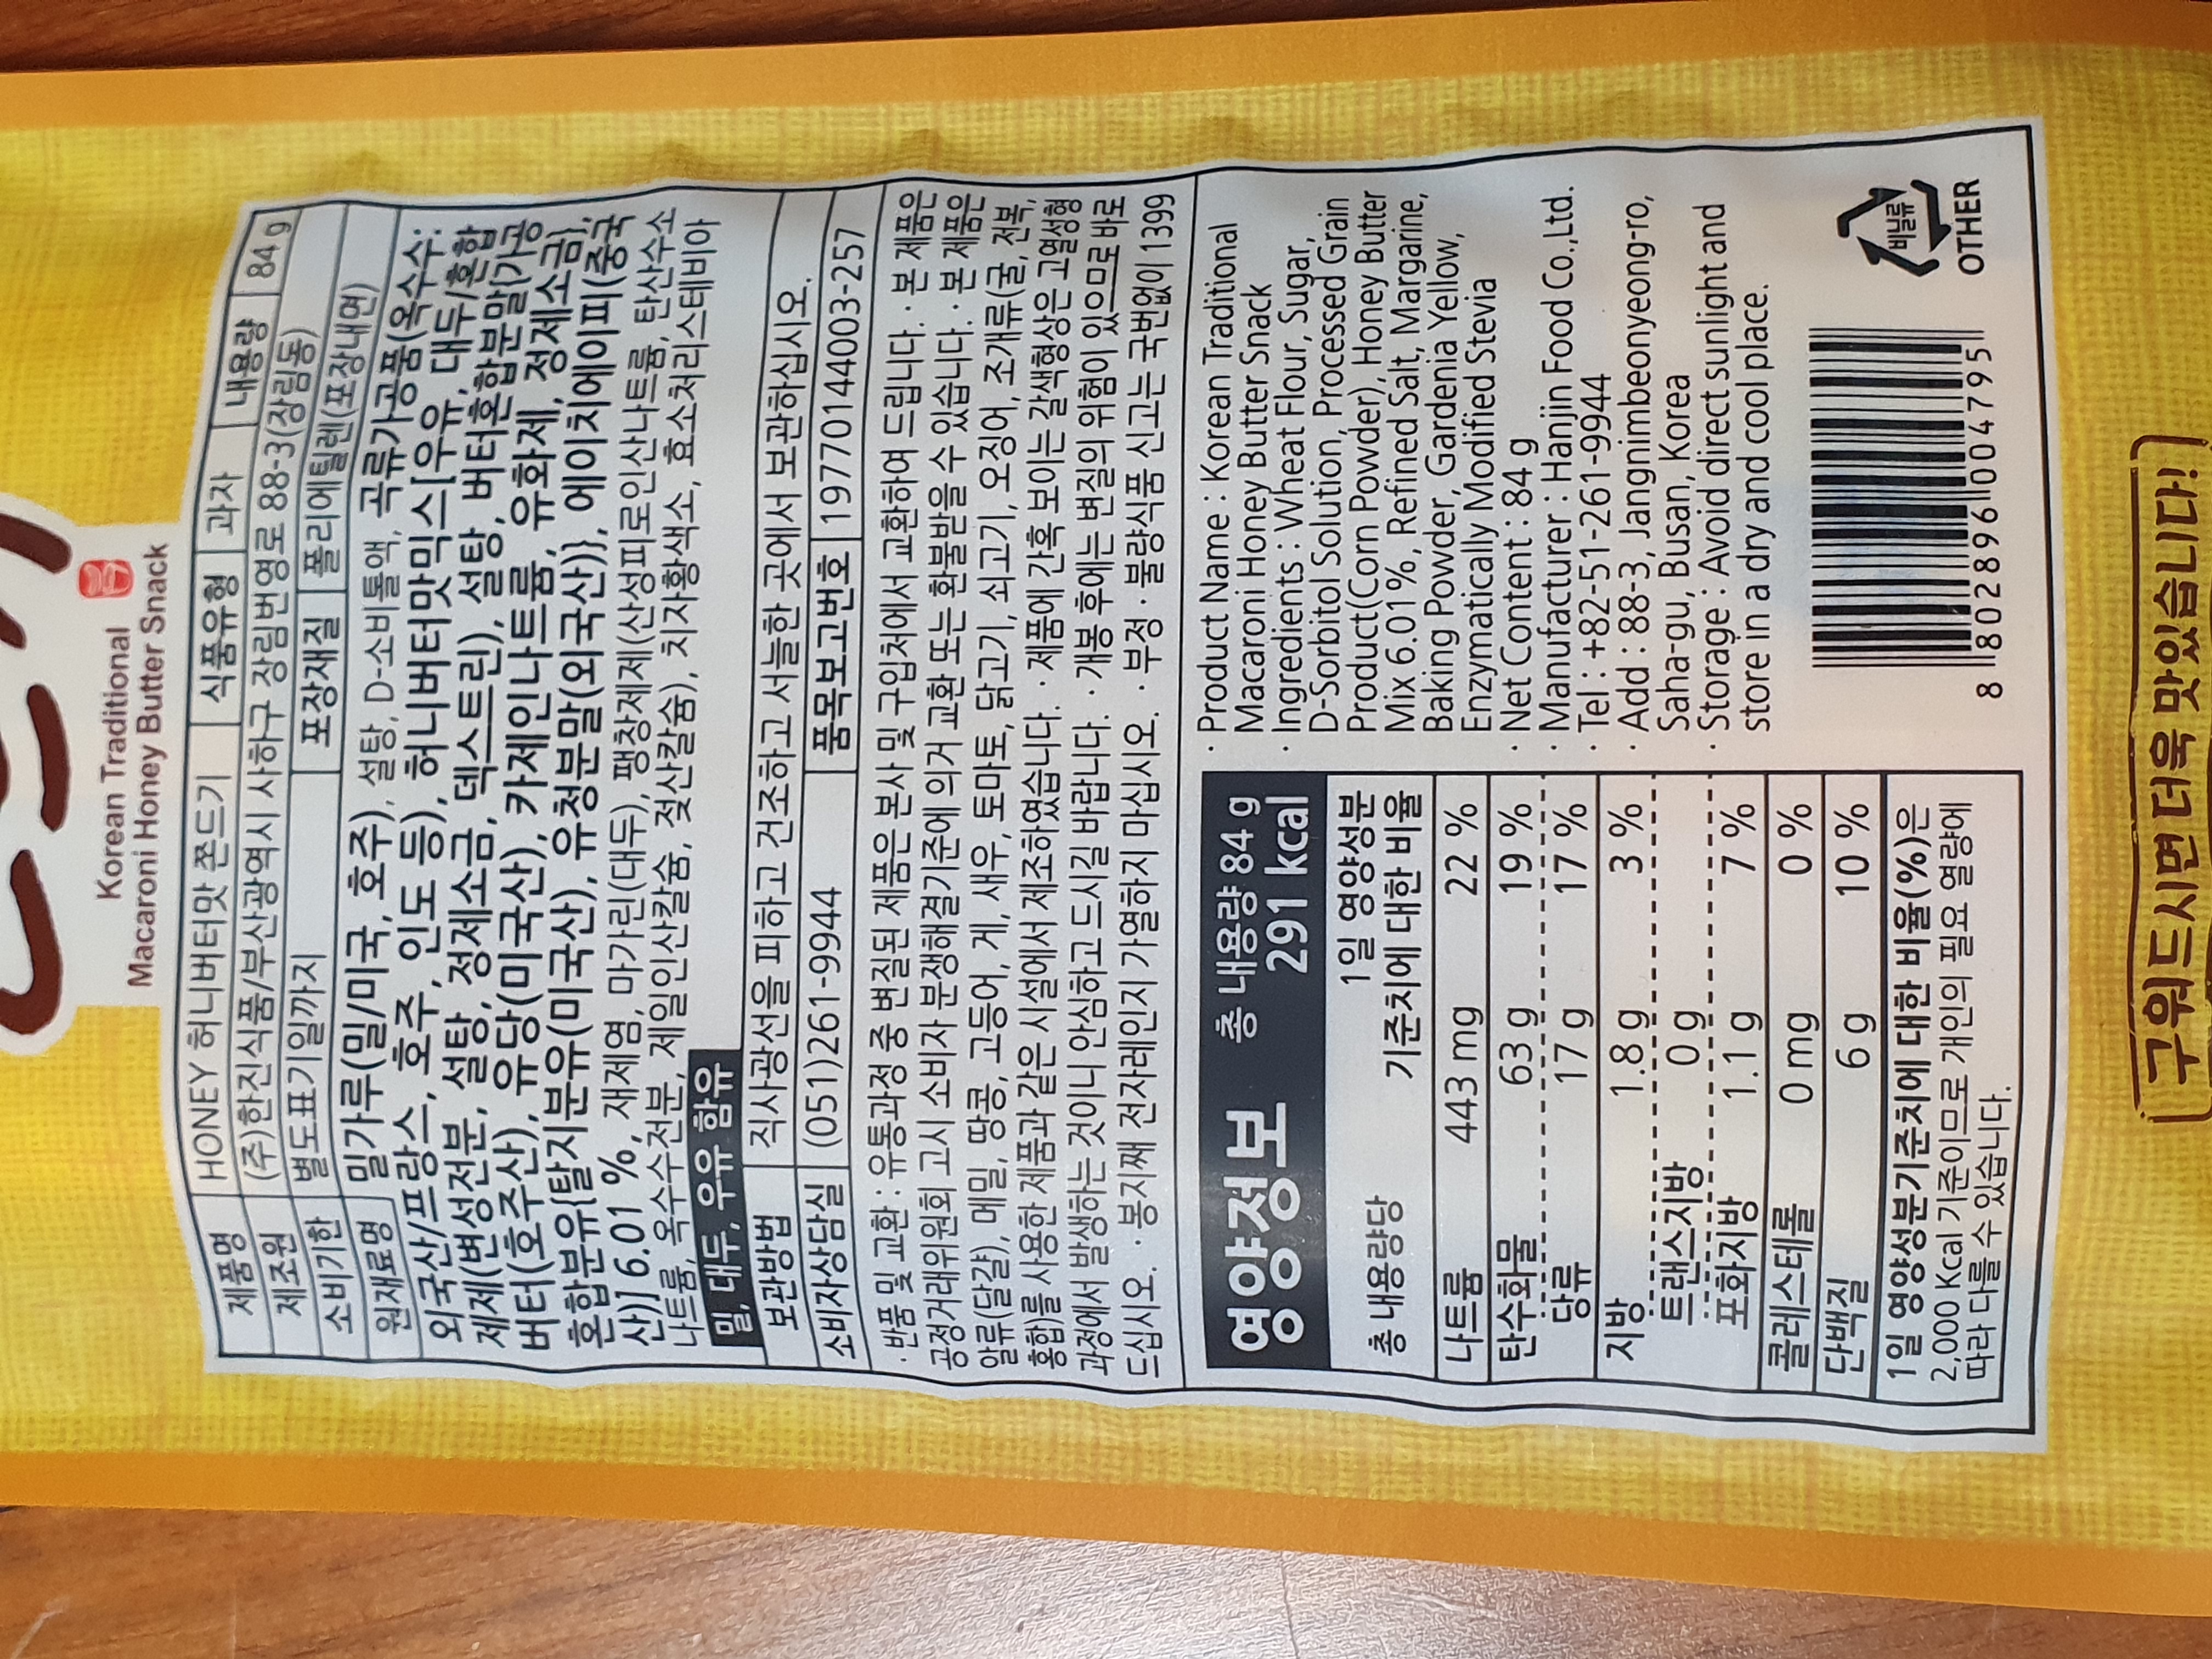 Korean Traditional
Macaroni Honey Butter Snack
제품명 HONEY 허니버터맛 쫀드기 식품유형 과자 내용량 84 g
제조원 (주)한진식품/부산광역시 사하구 장림번영로 88-3(장림동)
소비기한 별도표기일까지 포장재질 폴리에틸렌(포장내면)
원재료명 밀가루(밀/미국, 호주), 설탕, D-소비톨액, 곡류가공품(옥수수:
외국산/프랑스, 호주, 인도 등), 허니버터맛믹스[우유, 대두/혼합
제제(변성전분, 설탕, 정제소금, 덱스트린), 설탕, 버터혼합분말{가공
버터(호주산), 유당(미국산), 카제인나트륨, 유화제, 정제소금},
혼합분유{탈지분유(미국산), 유청분말(외국산)}, 에이치에이피(중국
산)] 6.01 %, 재제염, 마가린(대두), 팽창제제(산성피로인산나트륨, 탄산수소
나트륨, 옥수수전분, 제일인산칼슘, 젖산칼슘), 치자황색소, 효소처리스테비아
밀, 대두, 우유 함유
보관방법 직사광선을 피하고 건조하고 서늘한 곳에서 보관하십시오.
소비자상담실 (051)261-9944 품목보고번호 19770144003-257
· 반품 및 교환 : 유통과정 중 변질된 제품은 본사 및 구입처에서 교환하여 드립니다. · 본 제품은
공정거래위원회 고시 소비자 분쟁해결기준에 의거 교환 또는 환불받을 수 있습니다. · 본 제품은
알류(달걀), 메밀, 땅콩, 고등어, 게, 새우, 토마토, 닭고기, 쇠고기, 오징어, 조개류(굴, 전복,
홍합)를 사용한 제품과 같은 시설에서 제조하였습니다. · 제품에 간혹 보이는 갈색형상은 고열성형
과정에서 발생하는 것이니 안심하고 드시길 바랍니다. · 개봉 후에는 변질의 위험이 있으므로 바로
드십시오. · 봉지째 전자레인지 가열하지 마십시오. · 부정 · 불량식품 신고는 국번없이 1399
영양정보 총 내용량 84 g
291 kcal
총 내용량당 1일 영양성분
기준치에 대한 비율
나트륨 443 mg 22 %
탄수화물 63 g 19 %
당류 17 g 17 %
지방 1.8 g 3 %
트랜스지방 0 g
포화지방 1.1 g 7 %
콜레스테롤 0 mg 0 %
단백질 6 g 10 %
1일 영양성분기준치에 대한 비율(%)은
2,000 Kcal 기준이므로 개인의 필요 열량에
따라 다를 수 있습니다.
· Product Name : Korean Traditional
Macaroni Honey Butter Snack
· Ingredients : Wheat Flour, Sugar,
D-Sorbitol Solution, Processed Grain
Product(Corn Powder), Honey Butter
Mix 6.01%, Refined Salt, Margarine,
Baking Powder, Gardenia Yellow,
Enzymatically Modified Stevia
· Net Content : 84 g
· Manufacturer : Hanjin Food Co.,Ltd.
· Tel : +82-51-261-9944
· Add : 88-3, Jangnimbeonyeong-ro,
Saha-gu, Busan, Korea
· Storage : Avoid direct sunlight and
store in a dry and cool place.
8 802896 004795
비닐류
OTHER
구워드시면 더욱 맛있습니다!